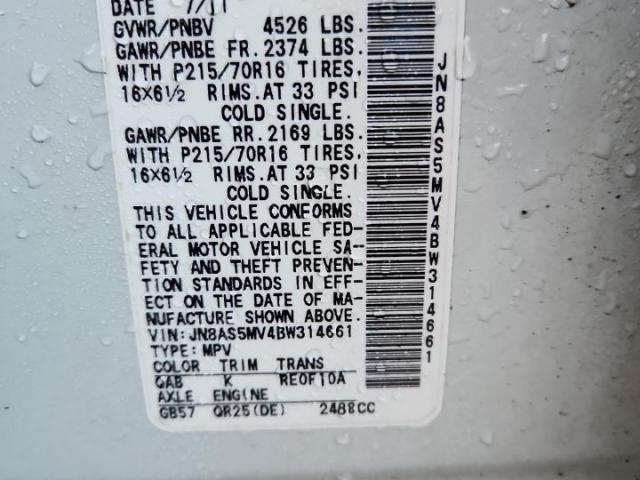 DATE 7/11
GVWR/PNBV 4526 LBS.
GAWR/PNBE FR. 2374 LBS.
WITH P215/70R16 TIRES,
16X6½ RIMS. AT 33 PSI
COLD SINGLE.
GAWR/PNBE RR. 2169 LBS.
WITH P215/70R16 TIRES,
16X6½ RIMS. AT 33 PSI
COLD SINGLE.
THIS VEHICLE CONFORMS
TO ALL APPLICABLE FED-
ERAL MOTOR VEHICLE SA-
FETY AND THEFT PREVEN-
TION STANDARDS IN EFF-
ECT ON THE DATE OF MA-
NUFACTURE SHOWN ABOVE.
VIN: JN8AS5MV4BW314661
TYPE: MPV
COLOR TRIM TRANS
QAB K RE0F10A
AXLE ENGINE
GB57 QR25(DE) 2488CC
JN8AS5MV4BW314661